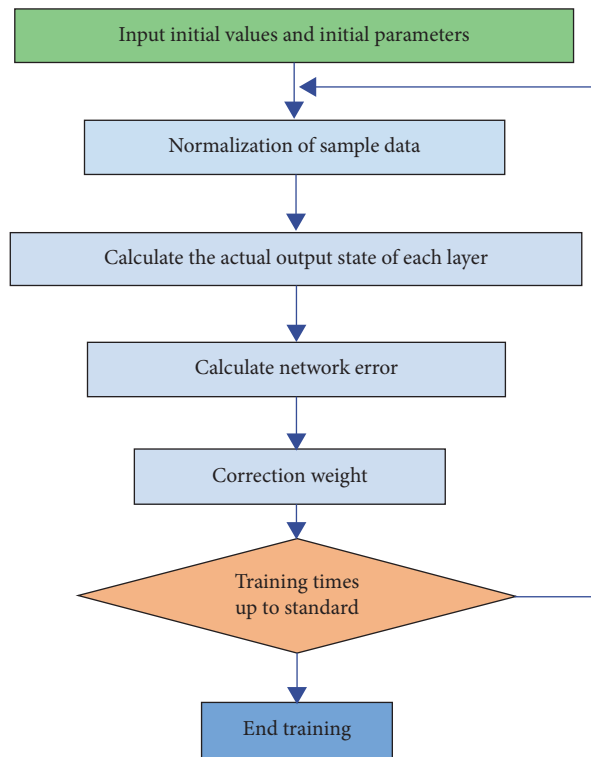 Input initial values and initial parameters
Normalization of sample data
Calculate the actual output state of each layer
Calculate network error
Correction weight
Training times
up to standard
End training